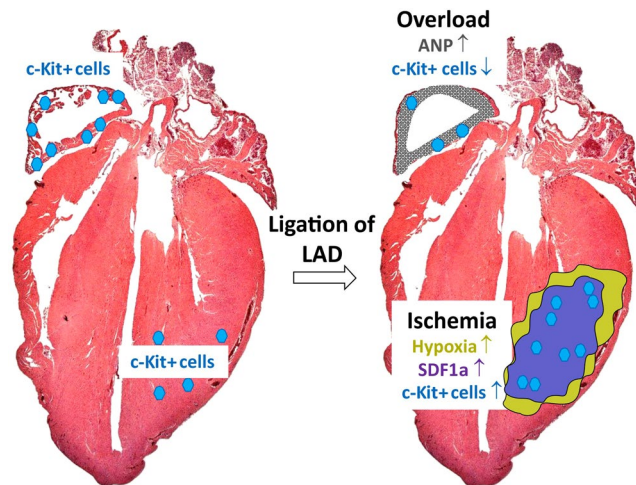 c-Kit+ cells
c-Kit+ cells
Ligation of
LAD
Overload
ANP ↑
c-Kit+ cells ↓
Ischemia
Hypoxia ↑
SDF1a ↑
c-Kit+ cells ↑